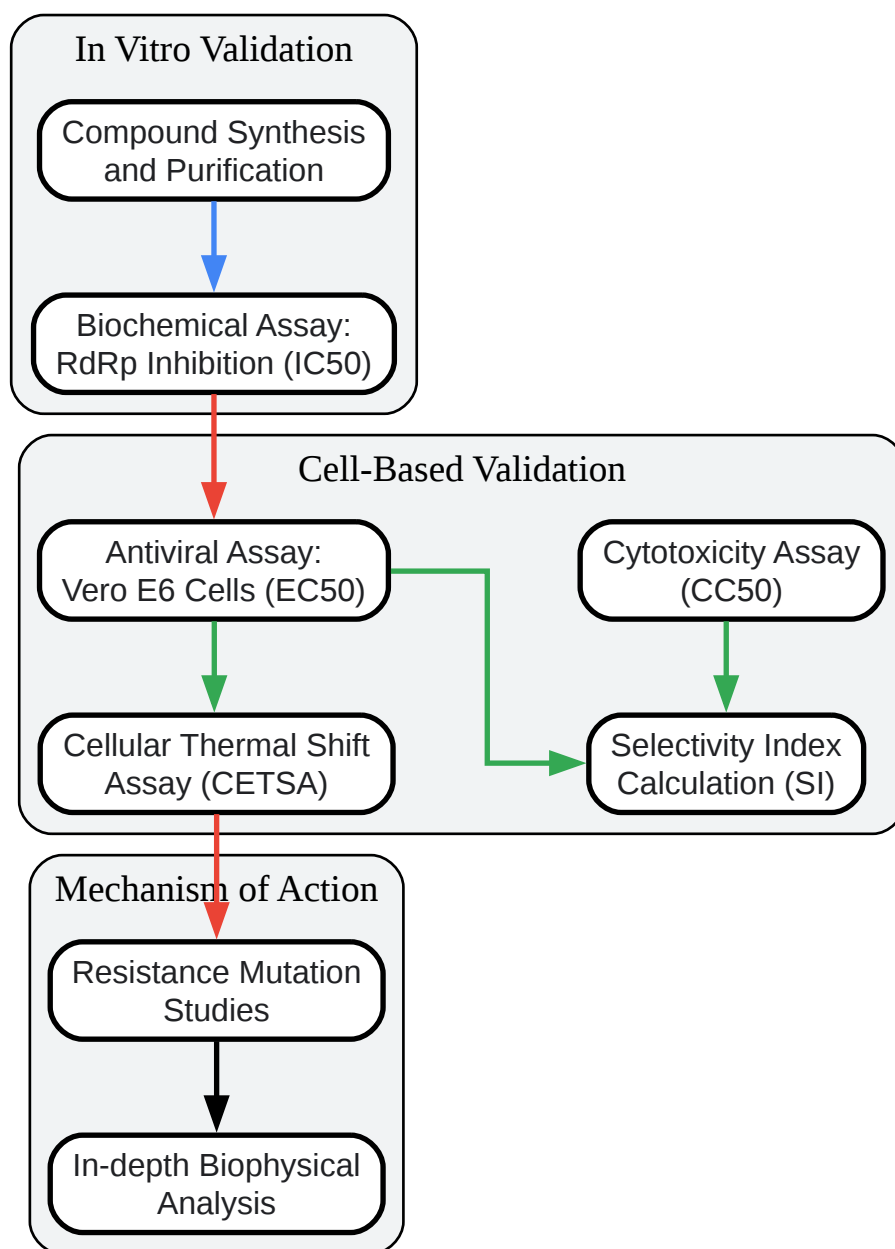 In Vitro Validation
Compound Synthesis
and Purification
Biochemical Assay:
RdRp Inhibition (IC50)
Cell-Based Validation
Antiviral Assay:
Vero E6 Cells (EC50)
Cytotoxicity Assay
(CC50)
Cellular Thermal Shift
Assay (CETSA)
Selectivity Index
Calculation (SI)
Mechanism of Action
Resistance Mutation
Studies
In-depth Biophysical
Analysis